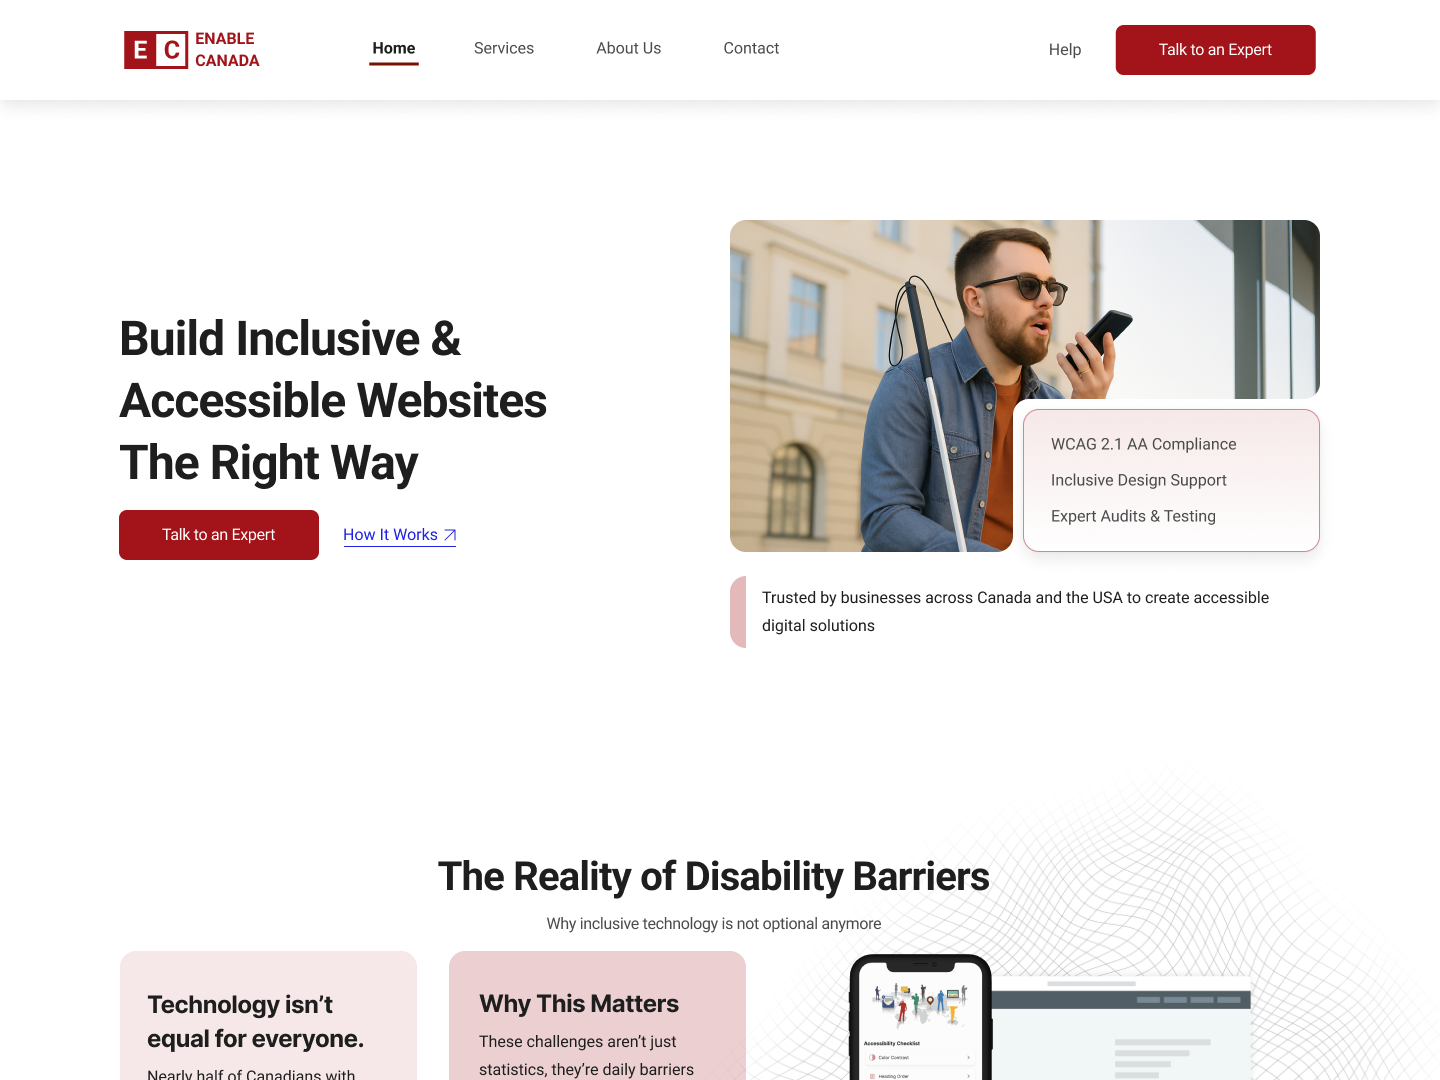 E C ENABLE
CANADA
Home
Services
About Us
Contact
Help
Talk to an Expert
Build Inclusive &
Accessible Websites
The Right Way
Talk to an Expert
How It Works
WCAG 2.1 AA Compliance
Inclusive Design Support
Expert Audits & Testing
Trusted by businesses across Canada and the USA to create accessible
digital solutions
The Reality of Disability Barriers
Why inclusive technology is not optional anymore
Technology isn’t
equal for everyone.
Nearly half of Canadians with
Why This Matters
These challenges aren’t just
statistics, they’re daily barriers
Accessibility Checklist
Color Contrast
Heading Order